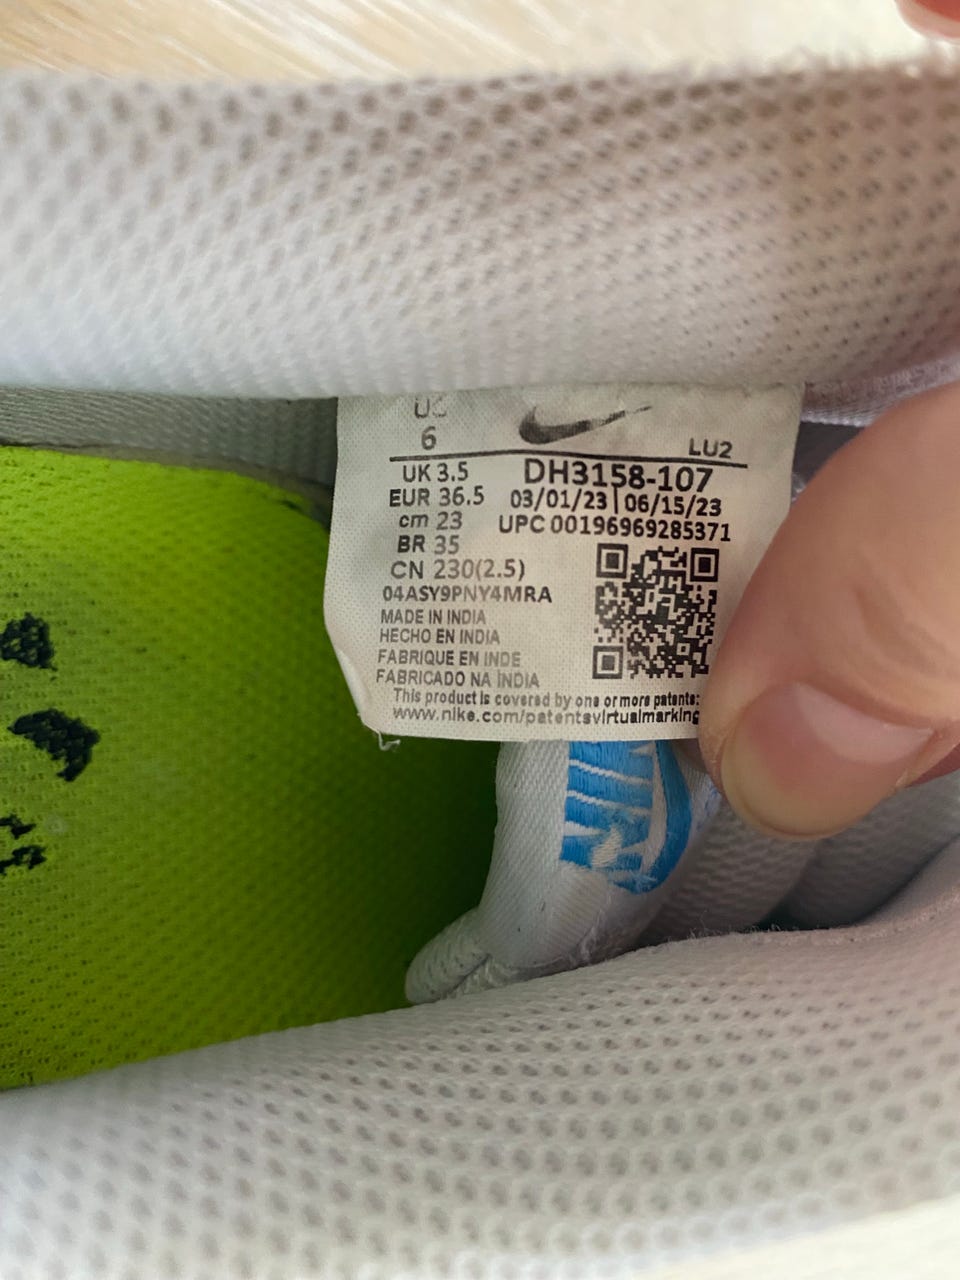 US
6
LU2
UK 3.5
DH3158-107
EUR 36.5
03/01/23 | 06/15/23
cm 23
UPC 00196969285371
BR 35
CN 230(2.5)
04ASY9PNY4MRA
MADE IN INDIA
HECHO EN INDIA
FABRIQUE EN INDE
FABRICADO NA ÍNDIA
This product is covered by one or more patents:
www.nike.com/patentsvirtualmarking